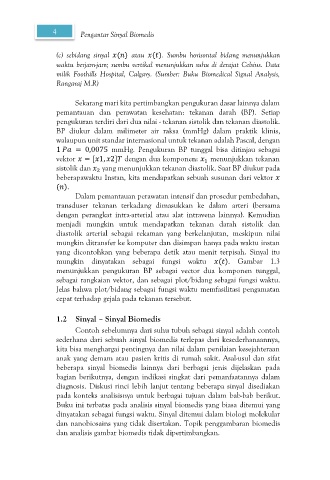 4 Pengantar Sinyal Biomedis
(c) sebidang sinyal x(n) atau x(t). Sumbu horisontal bidang menunjukkan
waktu berjam-jam; sumbu vertikal menunjukkan suhu di derajat Celsius. Data
milik Foothills Hospital, Calgary. (Sumber: Buku Biomedical Signal Analysis,
Rangaraj M.R)
Sekarang mari kita pertimbangkan pengukuran dasar lainnya dalam
pemantauan dan perawatan kesehatan: tekanan darah (BP). Setiap
pengukuran terdiri dari dua nilai - tekanan sistolik dan tekanan diastolik.
BP diukur dalam milimeter air raksa (mmHg) dalam praktik klinis,
walaupun unit standar internasional untuk tekanan adalah Pascal, dengan
1 Pa = 0,0075 mmHg. Pengukuran BP tunggal bisa ditinjau sebagai
vektor x = [x1, x2]T dengan dua komponen: x₁ menunjukkan tekanan
sistolik dan x₂ yang menunjukkan tekanan diastolik. Saat BP diukur pada
beberapawaktu Instan, kita mendapatkan sebuah susunan dari vektor x
(n).
Dalam pemantauan perawatan intensif dan prosedur pembedahan,
transduser tekanan terkadang dimasukkan ke dalam arteri (bersama
dengan perangkat intra-arterial atau alat intravena lainnya). Kemudian
menjadi mungkin untuk mendapatkan tekanan darah sistolik dan
diastolik arterial sebagai rekaman yang berkelanjutan, meskipun nilai
mungkin ditransfer ke komputer dan disimpan hanya pada waktu instan
yang dicontohkan yang beberapa detik atau menit terpisah. Sinyal itu
mungkin dinyatakan sebagai fungsi waktu x(t). Gambar 1.3
menunjukkan pengukuran BP sebagai vector dua komponen tunggal,
sebagai rangkaian vektor, dan sebagai plot/bidang sebagai fungsi waktu.
Jelas bahwa plot/bidang sebagai fungsi waktu memfasilitasi pengamatan
cepat terhadap gejala pada tekanan tersebut.
1.2 Sinyal – Sinyal Biomedis
Contoh sebelumnya dari suhu tubuh sebagai sinyal adalah contoh
sederhana dari sebuah sinyal biomedis terlepas dari kesederhanaannya,
kita bisa menghargai pentingnya dan nilai dalam penilaian kesejahteraan
anak yang demam atau pasien kritis di rumah sakit. Asal-usul dan sifat
beberapa sinyal biomedis lainnya dari berbagai jenis dijelaskan pada
bagian berikutnya, dengan indikasi singkat dari pemanfaatannya dalam
diagnosis. Diskusi rinci lebih lanjut tentang beberapa sinyal disediakan
pada konteks analisisnya untuk berbagai tujuan dalam bab-bab berikut.
Buku ini terbatas pada analisis sinyal biomedis yang biasa ditemui yang
dinyatakan sebagai fungsi waktu. Sinyal ditemui dalam biologi molekular
dan nanobiosains yang tidak disertakan. Topik penggambaran biomedis
dan analisis gambar biomedis tidak dipertimbangkan.